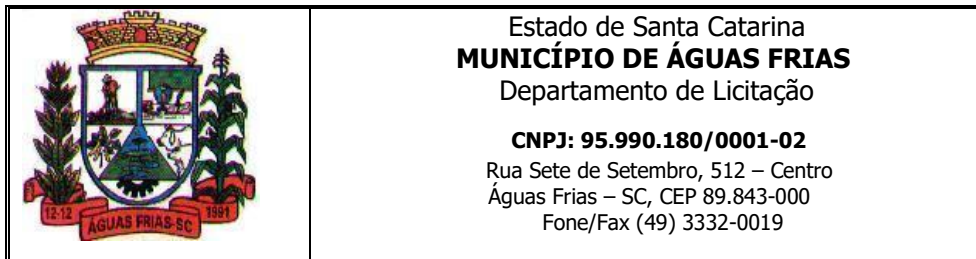 12-12
ÁGUAS FRIAS-SC
1991
Estado de Santa Catarina
MUNICÍPIO DE ÁGUAS FRIAS
Departamento de Licitação
CNPJ: 95.990.180/0001-02
Rua Sete de Setembro, 512 – Centro
Águas Frias – SC, CEP 89.843-000
Fone/Fax (49) 3332-0019